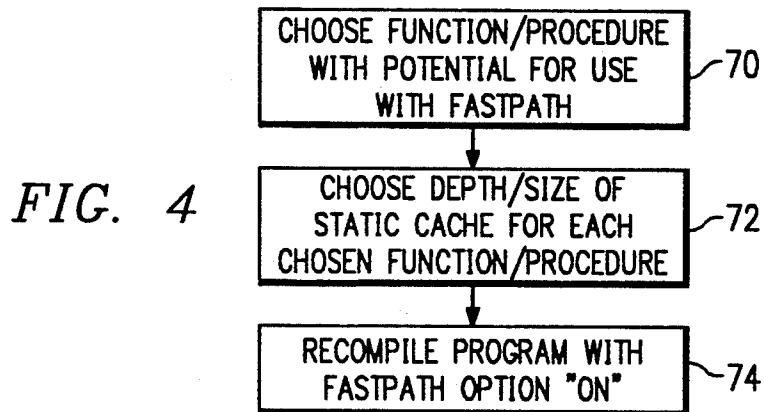 CHOOSE FUNCTION/PROCEDURE
WITH POTENTIAL FOR USE
WITH FASTPATH
70
FIG. 4
CHOOSE DEPTH/SIZE OF
STATIC CACHE FOR EACH
CHOSEN FUNCTION/PROCEDURE
72
RECOMPILE PROGRAM WITH
FASTPATH OPTION "ON"
74